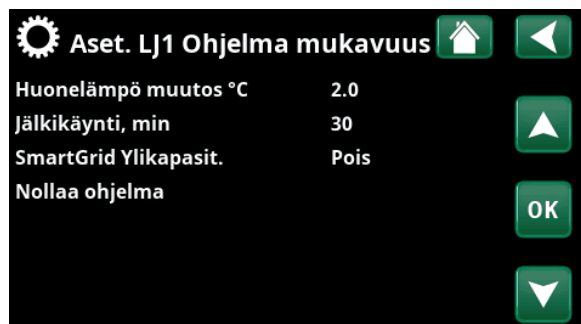 Aset. LJ1 Ohjelma mukavuus
Huonelämpö muutos °C 2.0
Jälkikäynti, min 30
SmartGrid Ylikapasit. Pois
Nollaa ohjelma
OK